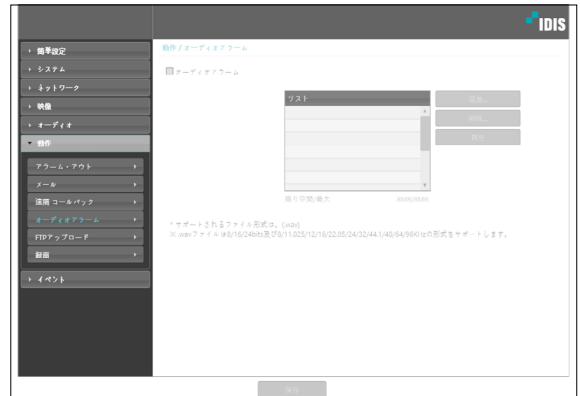 IDIS
簡単設定
システム
ネットワーク
映像
オーディオ
動作
アラーム・アウト
メール
遠隔 コールバック
オーディオアラーム
FTPアップロード
録画
イベント
動作 / オーディオアラーム
オーディオアラーム
リスト
追加...
削除...
再生
残り空間/最大
* サポートされるファイル形式は、(.wav)
※.wavファイルは8/16/24bits及び8/11.025/12/16/22.05/24/32/44.1/48/64/96KHzの形式をサポートします。
保存